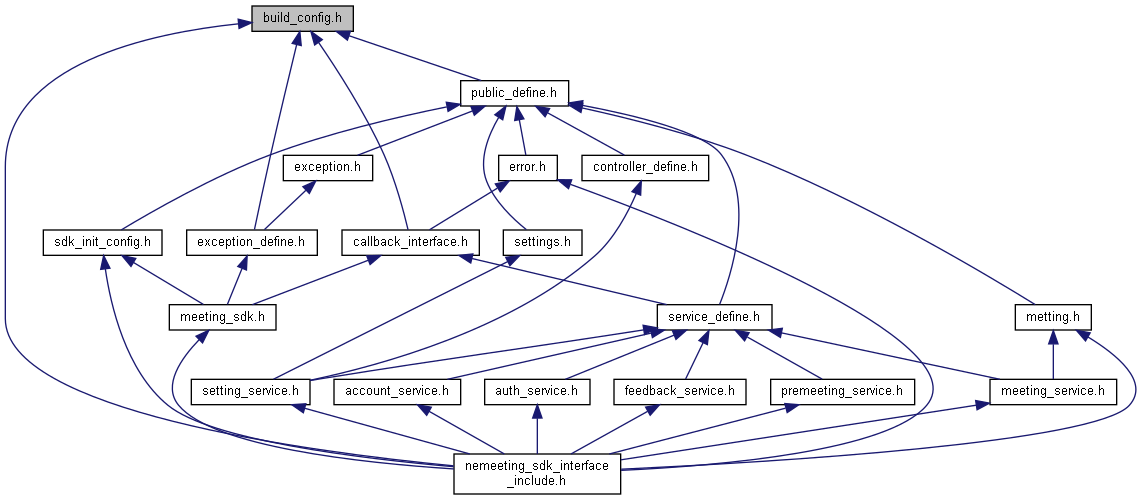 build_config.h
public_define.h
exception.h
error.h
controller_define.h
sdk_init_config.h
exception_define.h
callback_interface.h
settings.h
meeting_sdk.h
service_define.h
metting.h
setting_service.h
account_service.h
auth_service.h
feedback_service.h
premeeting_service.h
meeting_service.h
nemeeting_sdk_interface
_include.h